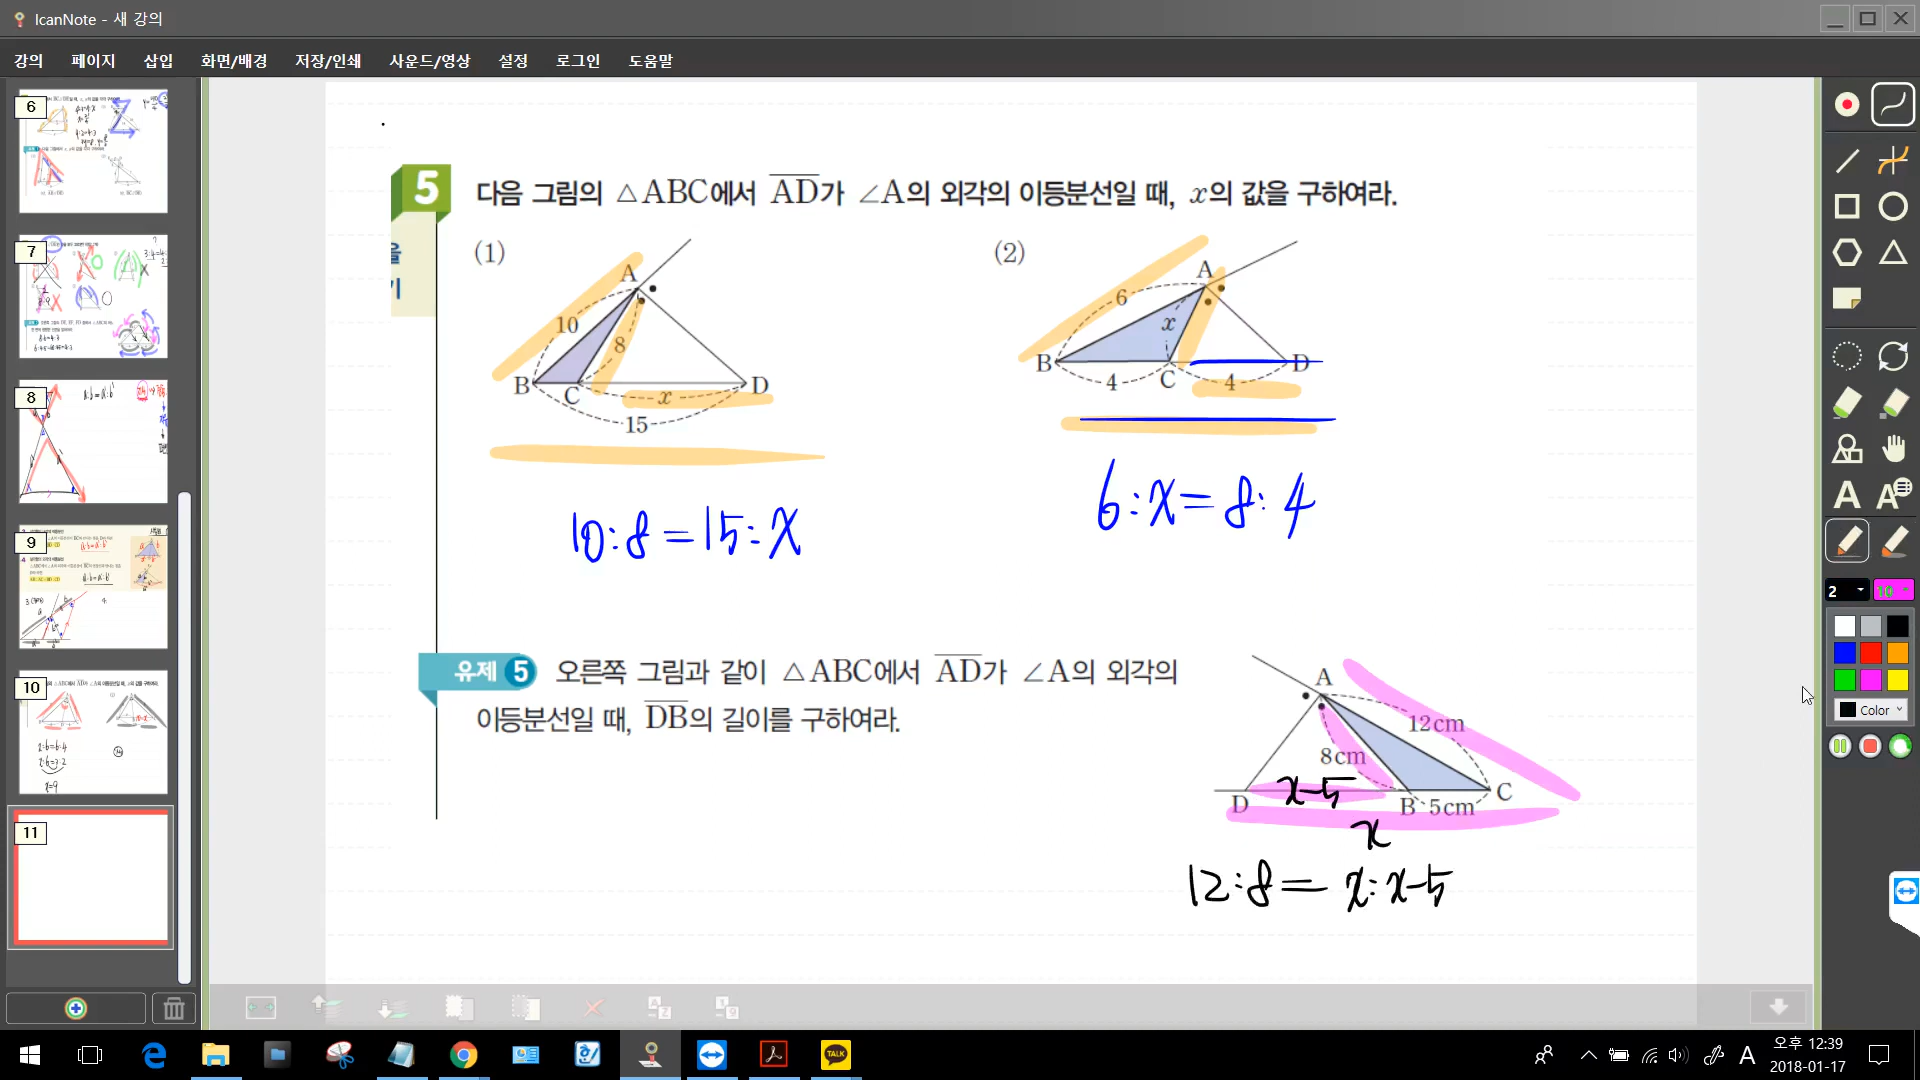 IcanNote - 새 강의
강의 페이지 삽입 화면/배경 저장/인쇄 사운드/영상 설정 로그인 도움말
6
7
8
9
10
11
5 다음 그림의 △ABC에서 AD가 ∠A의 외각의 이등분선일 때, x의 값을 구하여라.
(1)
A
10
8
B C x D
15
10:8=15:x
(2)
A
6
x
B C D
4 4
6:x=8:4
유제 5 오른쪽 그림과 같이 △ABC에서 AD가 ∠A의 외각의
이등분선일 때, DB의 길이를 구하여라.
A
12cm
8cm
x-5
D B 5cm C
x
12:8=x:x-5
2 10
Color
TALK
A 오후 12:39
2018-01-17